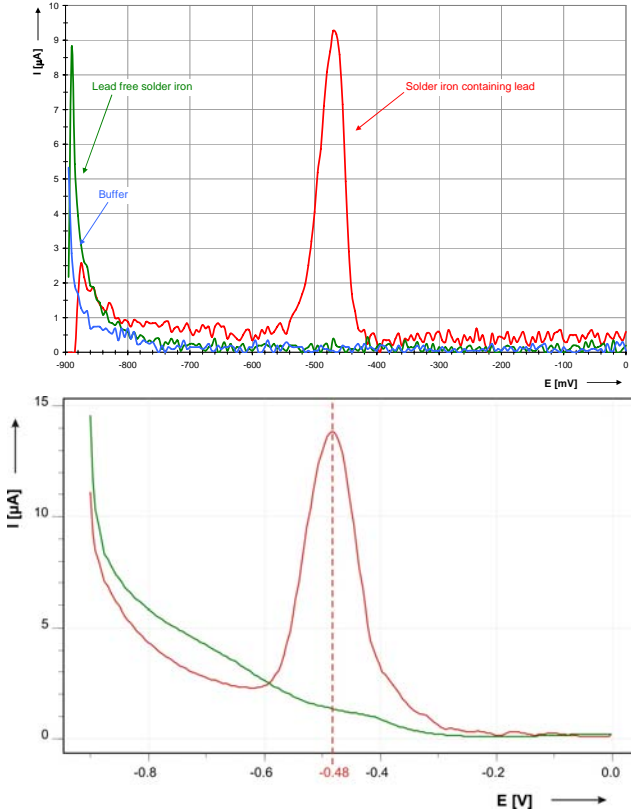 I [µA]
10
9
8
7
6
5
4
3
2
1
0
Lead free solder iron
Solder iron containing lead
Buffer
-900 -800 -700 -600 -500 -400 -300 -200 -100 0
E [mV]
I [µA]
15
10
5
0
-0.8 -0.6 -0.48 -0.4 -0.2 0.0
E [V]